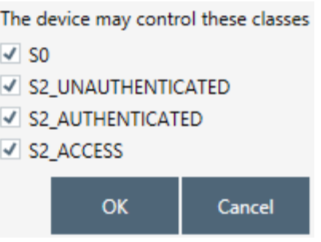 The device may control these classes
S0
S2_UNAUTHENTICATED
S2_AUTHENTICATED
S2_ACCESS
OK Cancel